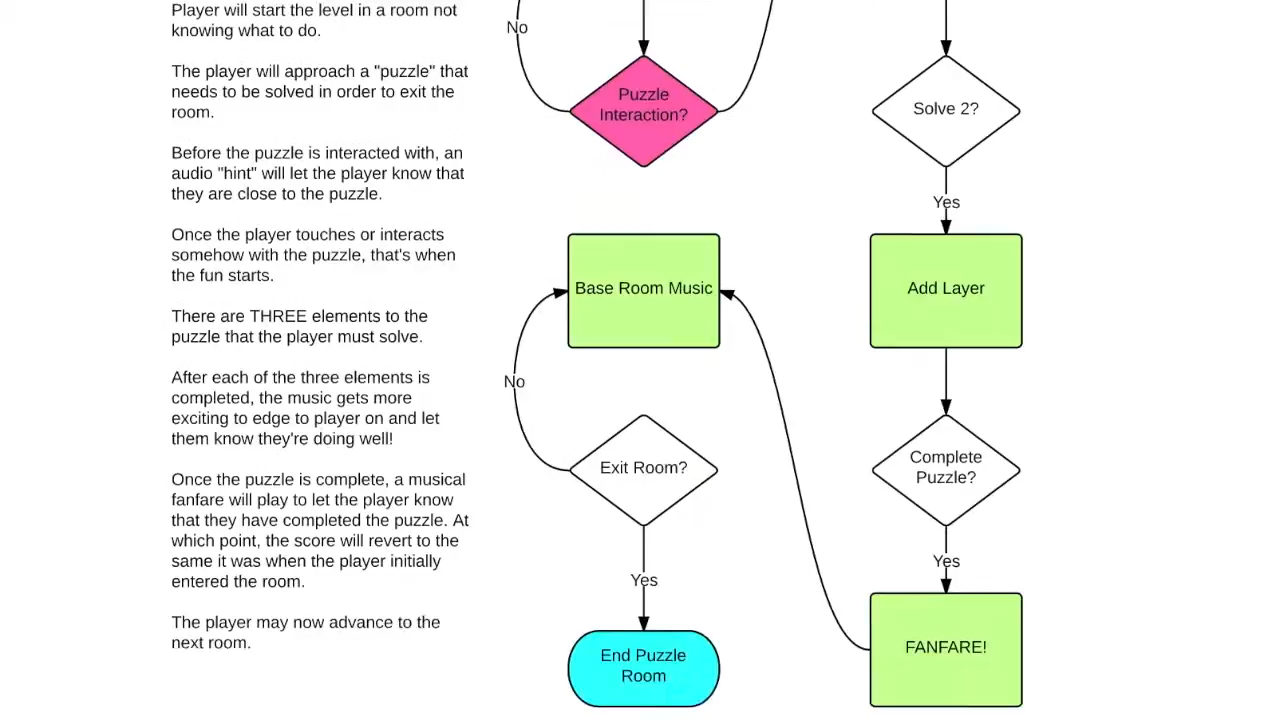 Player will start the level in a room not
knowing what to do.
The player will approach a "puzzle" that
needs to be solved in order to exit the
room.
Before the puzzle is interacted with, an
audio "hint" will let the player know that
they are close to the puzzle.
Once the player touches or interacts
somehow with the puzzle, that's when
the fun starts.
There are THREE elements to the
puzzle that the player must solve.
After each of the three elements is
completed, the music gets more
exciting to edge to player on and let
them know they're doing well!
Once the puzzle is complete, a musical
fanfare will play to let the player know
that they have completed the puzzle. At
which point, the score will revert to the
same it was when the player initially
entered the room.
The player may now advance to the
next room.
No
Puzzle
Interaction?
Base Room Music
No
Exit Room?
Yes
End Puzzle
Room
Solve 2?
Yes
Add Layer
Complete
Puzzle?
Yes
FANFARE!